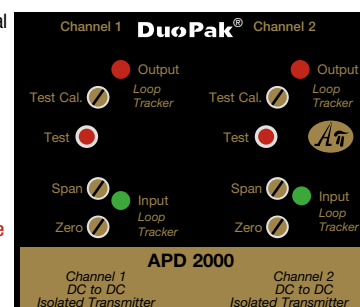 al
Channel 1 DuoPak® Channel 2
Output Output
Test Cal. Loop Tracker Test Cal. Loop Tracker
Test Test
Span Input Span Input
Zero Loop Tracker Zero Loop Tracker
e
APD 2000
Channel 1 Channel 2
DC to DC DC to DC
Isolated Transmitter Isolated Transmitter